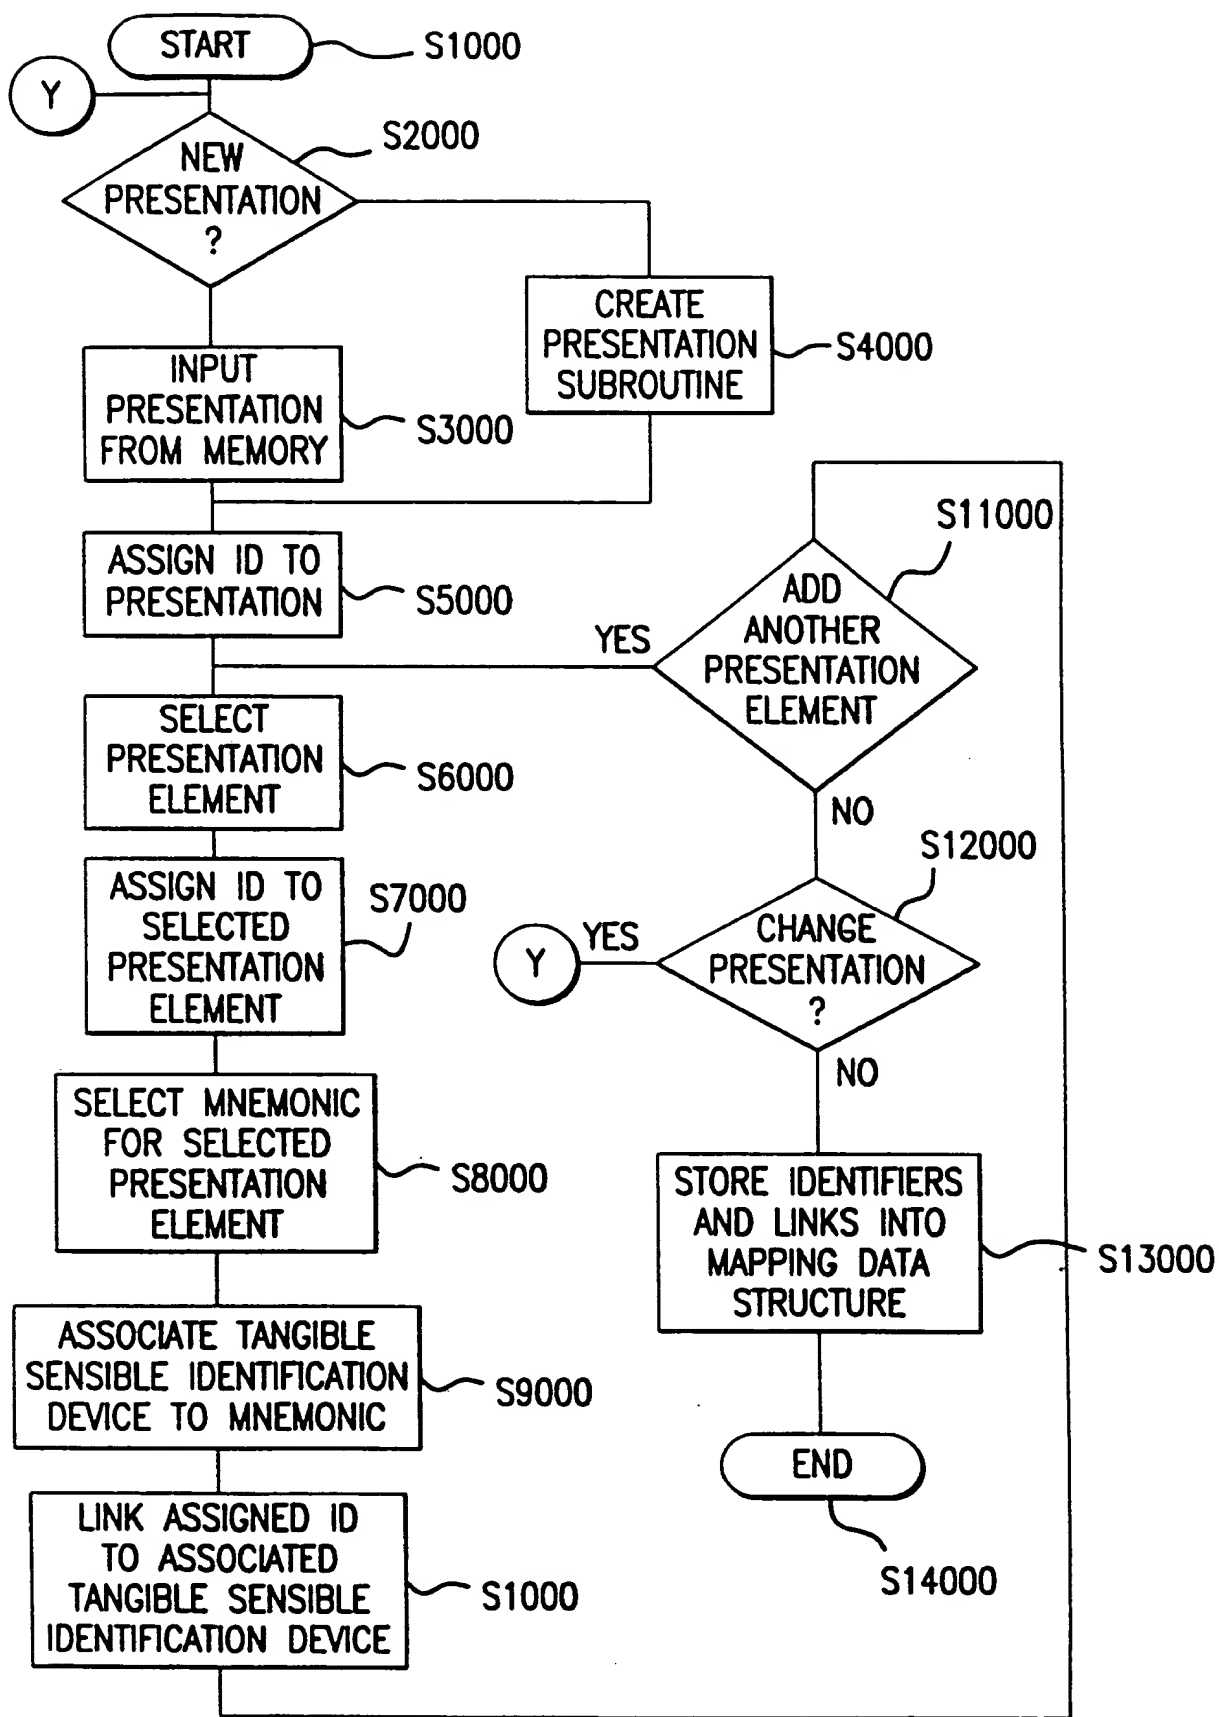 START
S1000
Y
S2000
NEW
PRESENTATION
?
CREATE
PRESENTATION
SUBROUTINE
S4000
INPUT
PRESENTATION
FROM MEMORY
S3000
ASSIGN ID TO
PRESENTATION
S5000
SELECT
PRESENTATION
ELEMENT
S6000
ASSIGN ID TO
SELECTED
PRESENTATION
ELEMENT
S7000
SELECT MNEMONIC
FOR SELECTED
PRESENTATION
ELEMENT
S8000
ASSOCIATE TANGIBLE
SENSIBLE IDENTIFICATION
DEVICE TO MNEMONIC
S9000
LINK ASSIGNED ID
TO ASSOCIATED
TANGIBLE SENSIBLE
IDENTIFICATION DEVICE
S1000
S11000
ADD
ANOTHER
PRESENTATION
ELEMENT
YES
NO
S12000
CHANGE
PRESENTATION
?
YES
Y
NO
STORE IDENTIFIERS
AND LINKS INTO
MAPPING DATA
STRUCTURE
S13000
END
S14000